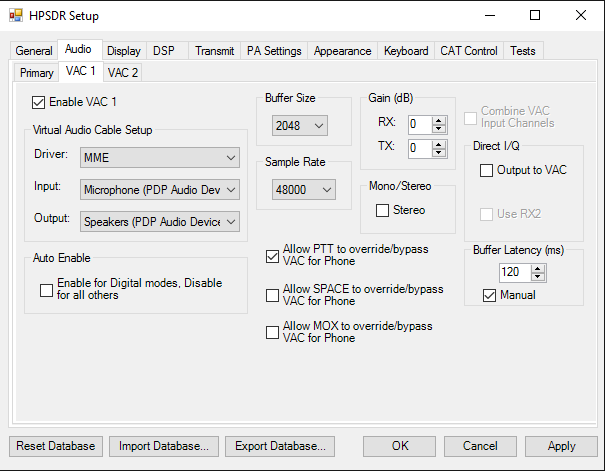 HPSDR Setup
General Audio Display DSP Transmit PA Settings Appearance Keyboard CAT Control Tests
Primary VAC 1 VAC 2
Enable VAC 1
Virtual Audio Cable Setup
Driver: MME
Input: Microphone (PDP Audio Dev
Output: Speakers (PDP Audio Device
Auto Enable
Enable for Digital modes, Disable
for all others
Buffer Size
2048
Sample Rate
48000
Gain (dB)
RX: 0
TX: 0
Mono/Stereo
Stereo
Allow PTT to override/bypass
VAC for Phone
Allow SPACE to override/bypass
VAC for Phone
Allow MOX to override/bypass
VAC for Phone
Combine VAC
Input Channels
Direct I/Q
Output to VAC
Use RX2
Buffer Latency (ms)
120
Manual
Reset Database Import Database... Export Database... OK Cancel Apply